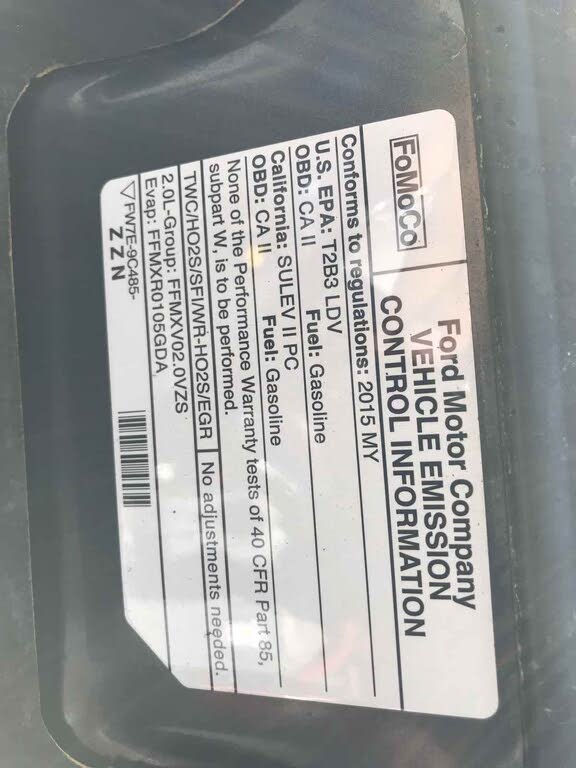 FoMoCo
Ford Motor Company
VEHICLE EMISSION
CONTROL INFORMATION
Conforms to regulations: 2015 MY
U.S. EPA: T2B3 LDV
OBD: CA II Fuel: Gasoline
California: SULEV II PC
OBD: CA II Fuel: Gasoline
None of the Performance Warranty tests of 40 CFR Part 85,
subpart W, is to be performed.
TWC/HO2S/SFI/WR-HO2S/EGR No adjustments needed.
2.0L-Group: FFMXV02.0VZS
Evap: FFMXR0105GDA
▽FW7E-9C485-
ZZN